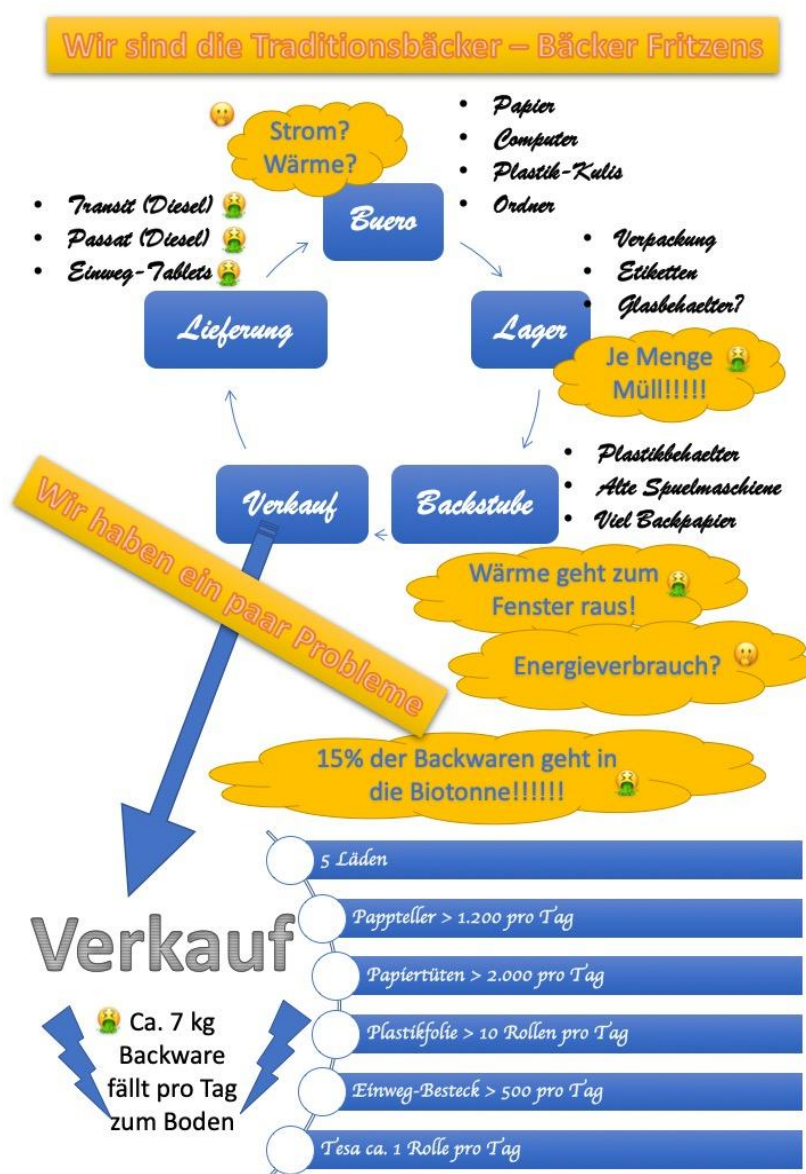 Wir sind die Traditionsbäcker – Bäcker Fritzens
Strom?
Wärme?
• Papier
• Computer
• Plastik-Kulis
• Ordner
Buero
• Transit (Diesel)
• Passat (Diesel)
• Einweg-Tablets
• Verpackung
• Etiketten
• Glasbehaelter?
Lieferung
Lager
Je Menge
Müll!!!!!
• Plastikbehaelter
• Alte Spuelmaschiene
• Viel Backpapier
Verkauf
Backstube
Wir haben ein paar Probleme
Wärme geht zum
Fenster raus!
Energieverbrauch?
15% der Backwaren geht in
die Biotonne!!!!!!
Verkauf
Ca. 7 kg
Backware
fällt pro Tag
zum Boden
5 Läden
Pappteller > 1.200 pro Tag
Papiertüten > 2.000 pro Tag
Plastikfolie > 10 Rollen pro Tag
Einweg-Besteck > 500 pro Tag
Tesa ca. 1 Rolle pro Tag